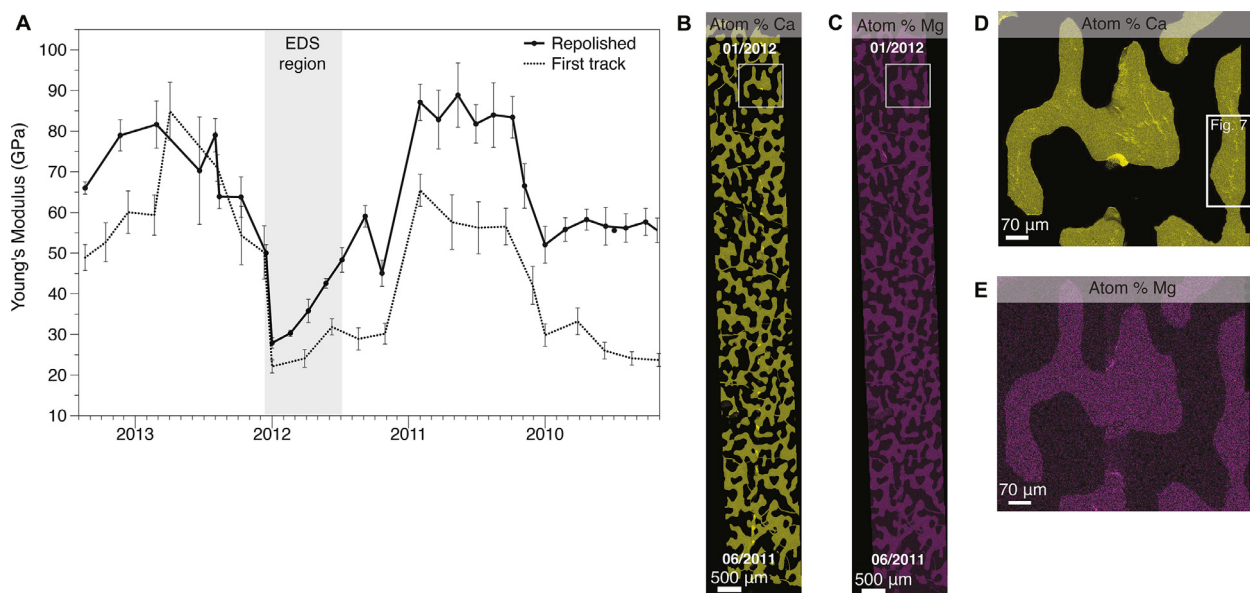 A
Young's Modulus (GPa)
100
90
80
70
60
50
40
30
20
10
EDS
region
Repolished
First track
2013
2012
2011
2010
B
Atom % Ca
01/2012
06/2011
500 µm
C
Atom % Mg
01/2012
06/2011
500 µm
D
Atom % Ca
Fig. 7
70 µm
E
Atom % Mg
70 µm